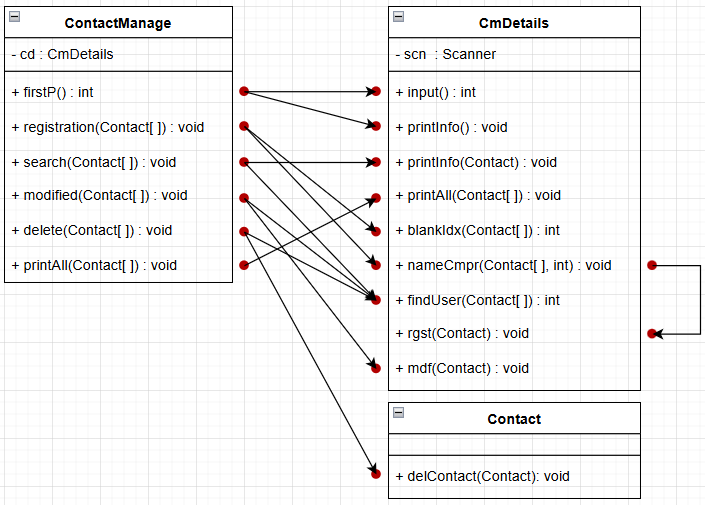 ContactManage
- cd : CmDetails
+ firstP() : int
+ registration(Contact[ ]) : void
+ search(Contact[ ]) : void
+ modified(Contact[ ]) : void
+ delete(Contact[ ]) : void
+ printAll(Contact[ ]) : void
CmDetails
- scn : Scanner
+ input() : int
+ printInfo() : void
+ printInfo(Contact) : void
+ printAll(Contact[ ]) : void
+ blankIdx(Contact[ ]) : int
+ nameCmpr(Contact[ ], int) : void
+ findUser(Contact[ ]) : int
+ rgst(Contact) : void
+ mdf(Contact) : void
Contact
+ delContact(Contact): void